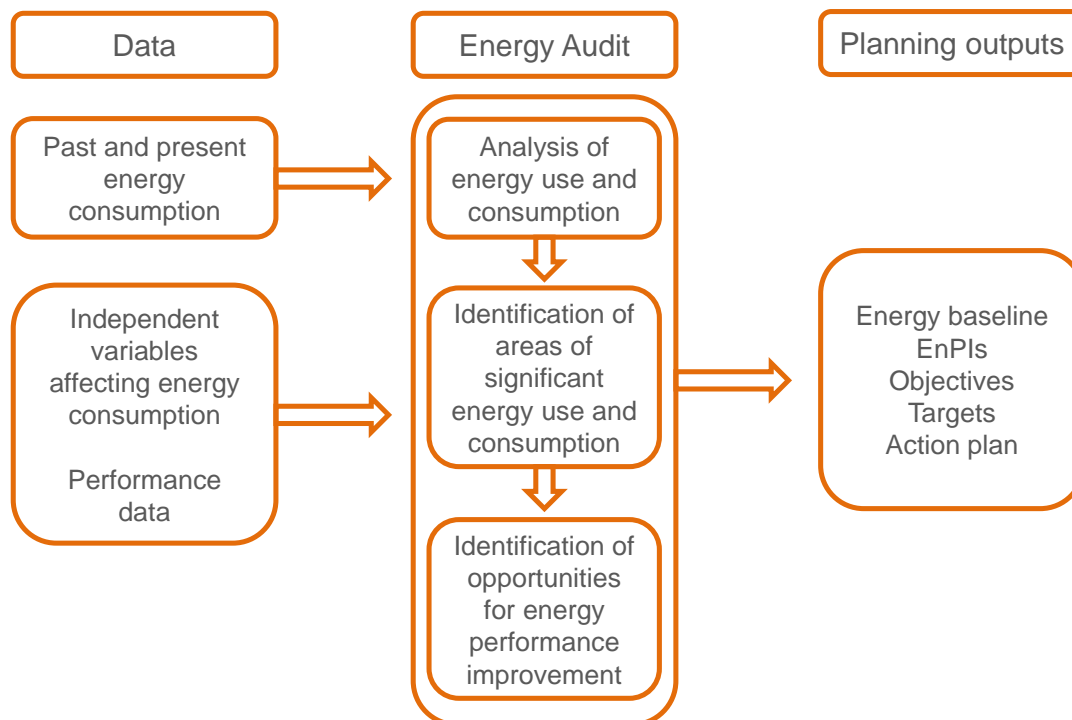 Data
Energy Audit
Planning outputs
Past and present
energy
consumption
Independent
variables
affecting energy
consumption
Performance
data
Analysis of
energy use and
consumption
Identification of
areas of
significant
energy use and
consumption
Identification of
opportunities
for energy
performance
improvement
Energy baseline
EnPIs
Objectives
Targets
Action plan